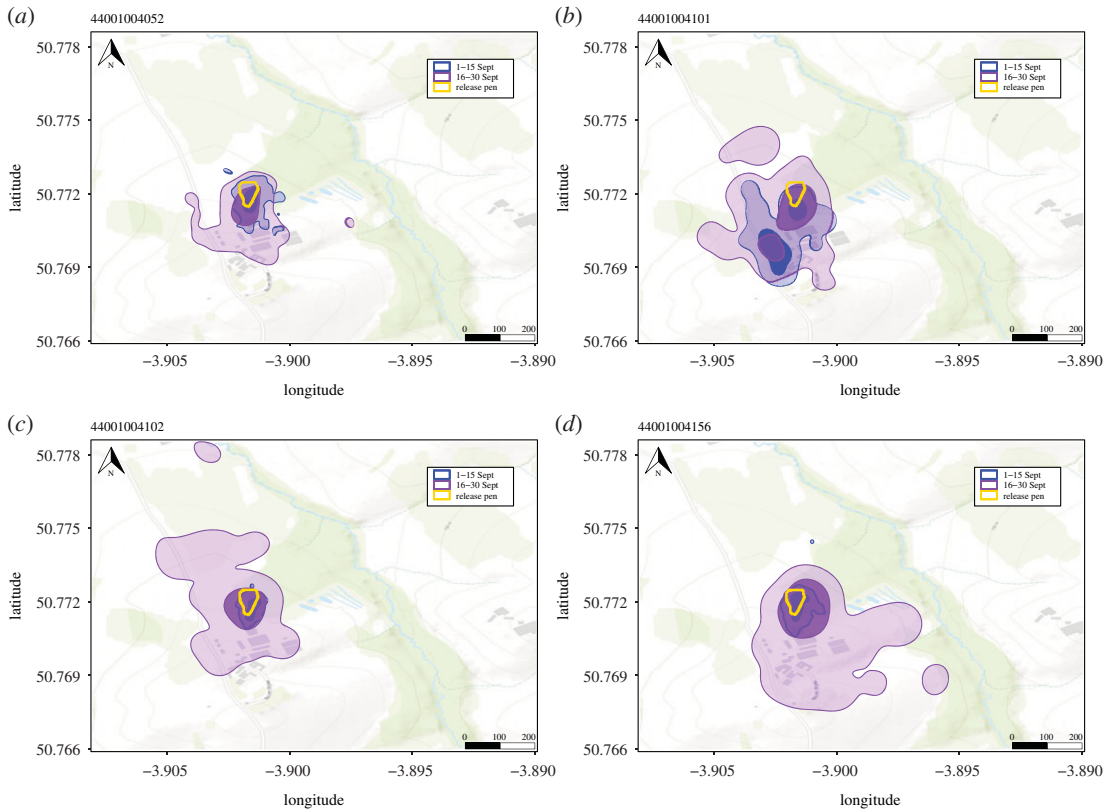 (a)
44001004052
50.778
50.775
50.772
50.769
50.766
latitude
N
1–15 Sept
16–30 Sept
release pen
0 100 200
−3.905 −3.900 −3.895 −3.890
longitude
(b)
44001004101
50.778
50.775
50.772
50.769
50.766
latitude
N
1–15 Sept
16–30 Sept
release pen
0 100 200
−3.905 −3.900 −3.895 −3.890
longitude
(c)
44001004102
50.778
50.775
50.772
50.769
50.766
latitude
N
1–15 Sept
16–30 Sept
release pen
0 100 200
−3.905 −3.900 −3.895 −3.890
longitude
(d)
44001004156
50.778
50.775
50.772
50.769
50.766
latitude
N
1–15 Sept
16–30 Sept
release pen
0 100 200
−3.905 −3.900 −3.895 −3.890
longitude